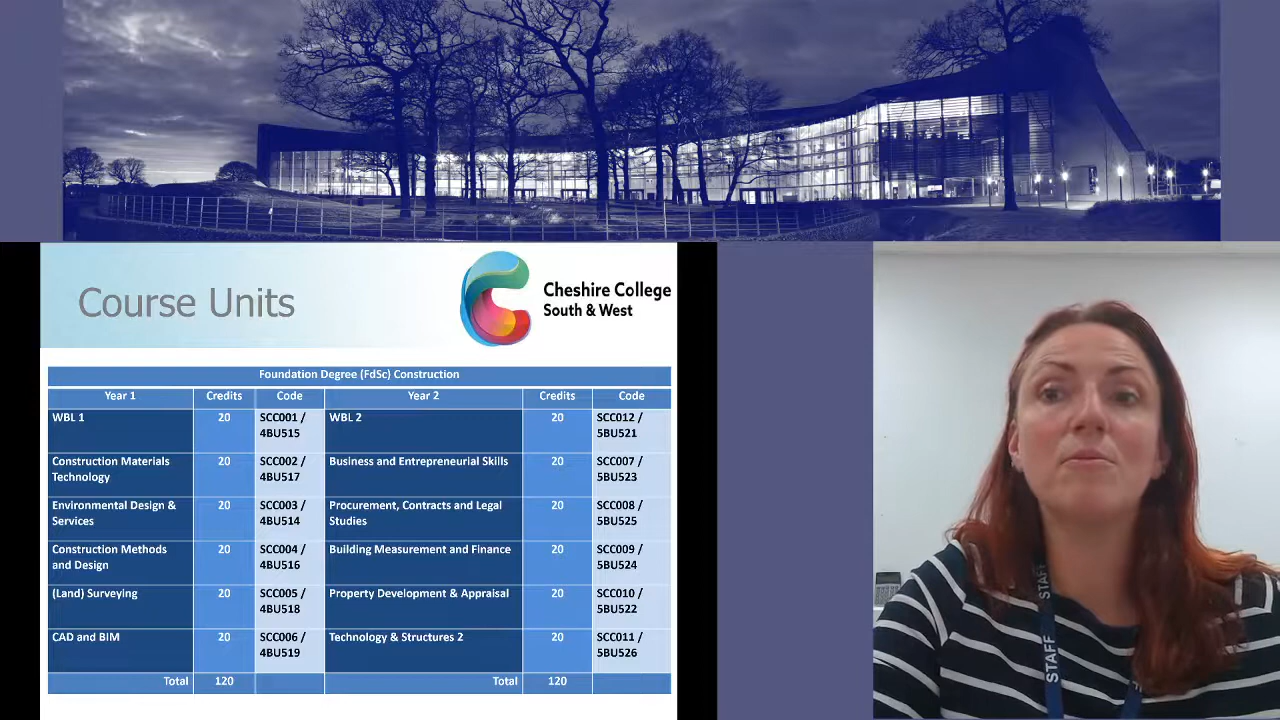 Course Units
Cheshire College
South & West
Foundation Degree (FdSc) Construction
Year 1 Credits Code Year 2 Credits Code
WBL 1 20 SCC001 / WBL 2 20 SCC012 /
4BU515 5BU521
Construction Materials 20 SCC002 / Business and Entrepreneurial Skills 20 SCC007 /
Technology 4BU517 5BU523
Environmental Design & 20 SCC003 / Procurement, Contracts and Legal 20 SCC008 /
Services 4BU514 Studies 5BU525
Construction Methods 20 SCC004 / Building Measurement and Finance 20 SCC009 /
and Design 4BU516 5BU524
(Land) Surveying 20 SCC005 / Property Development & Appraisal 20 SCC010 /
4BU518 5BU522
CAD and BIM 20 SCC006 / Technology & Structures 2 20 SCC011 /
4BU519 5BU526
Total 120 Total 120
STAFF
STAFF